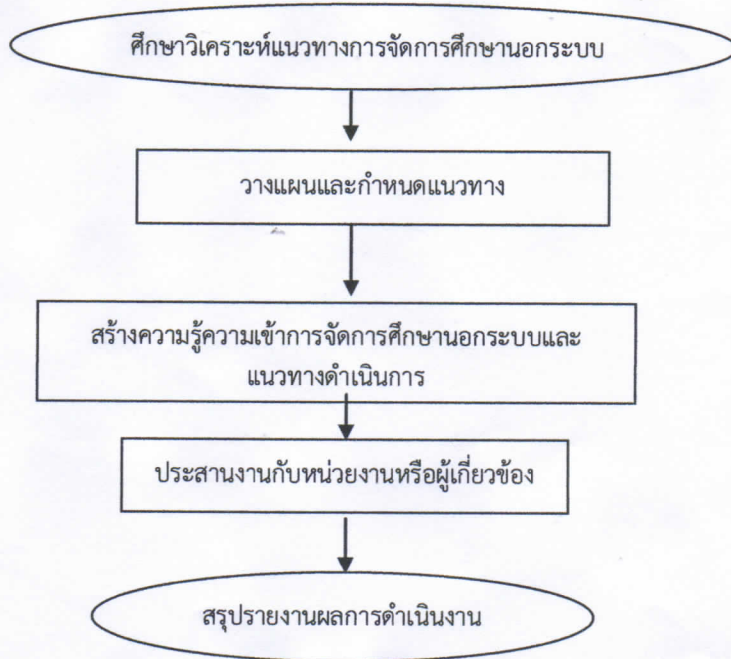 ศึกษาวิเคราะห์แนวทางการจัดการศึกษานอกระบบ
วางแผนและกำหนดแนวทาง
สร้างความรู้ความเข้าการจัดการศึกษานอกระบบและ
แนวทางดำเนินการ
ประสานงานกับหน่วยงานหรือผู้เกี่ยวข้อง
สรุปรายงานผลการดำเนินงาน